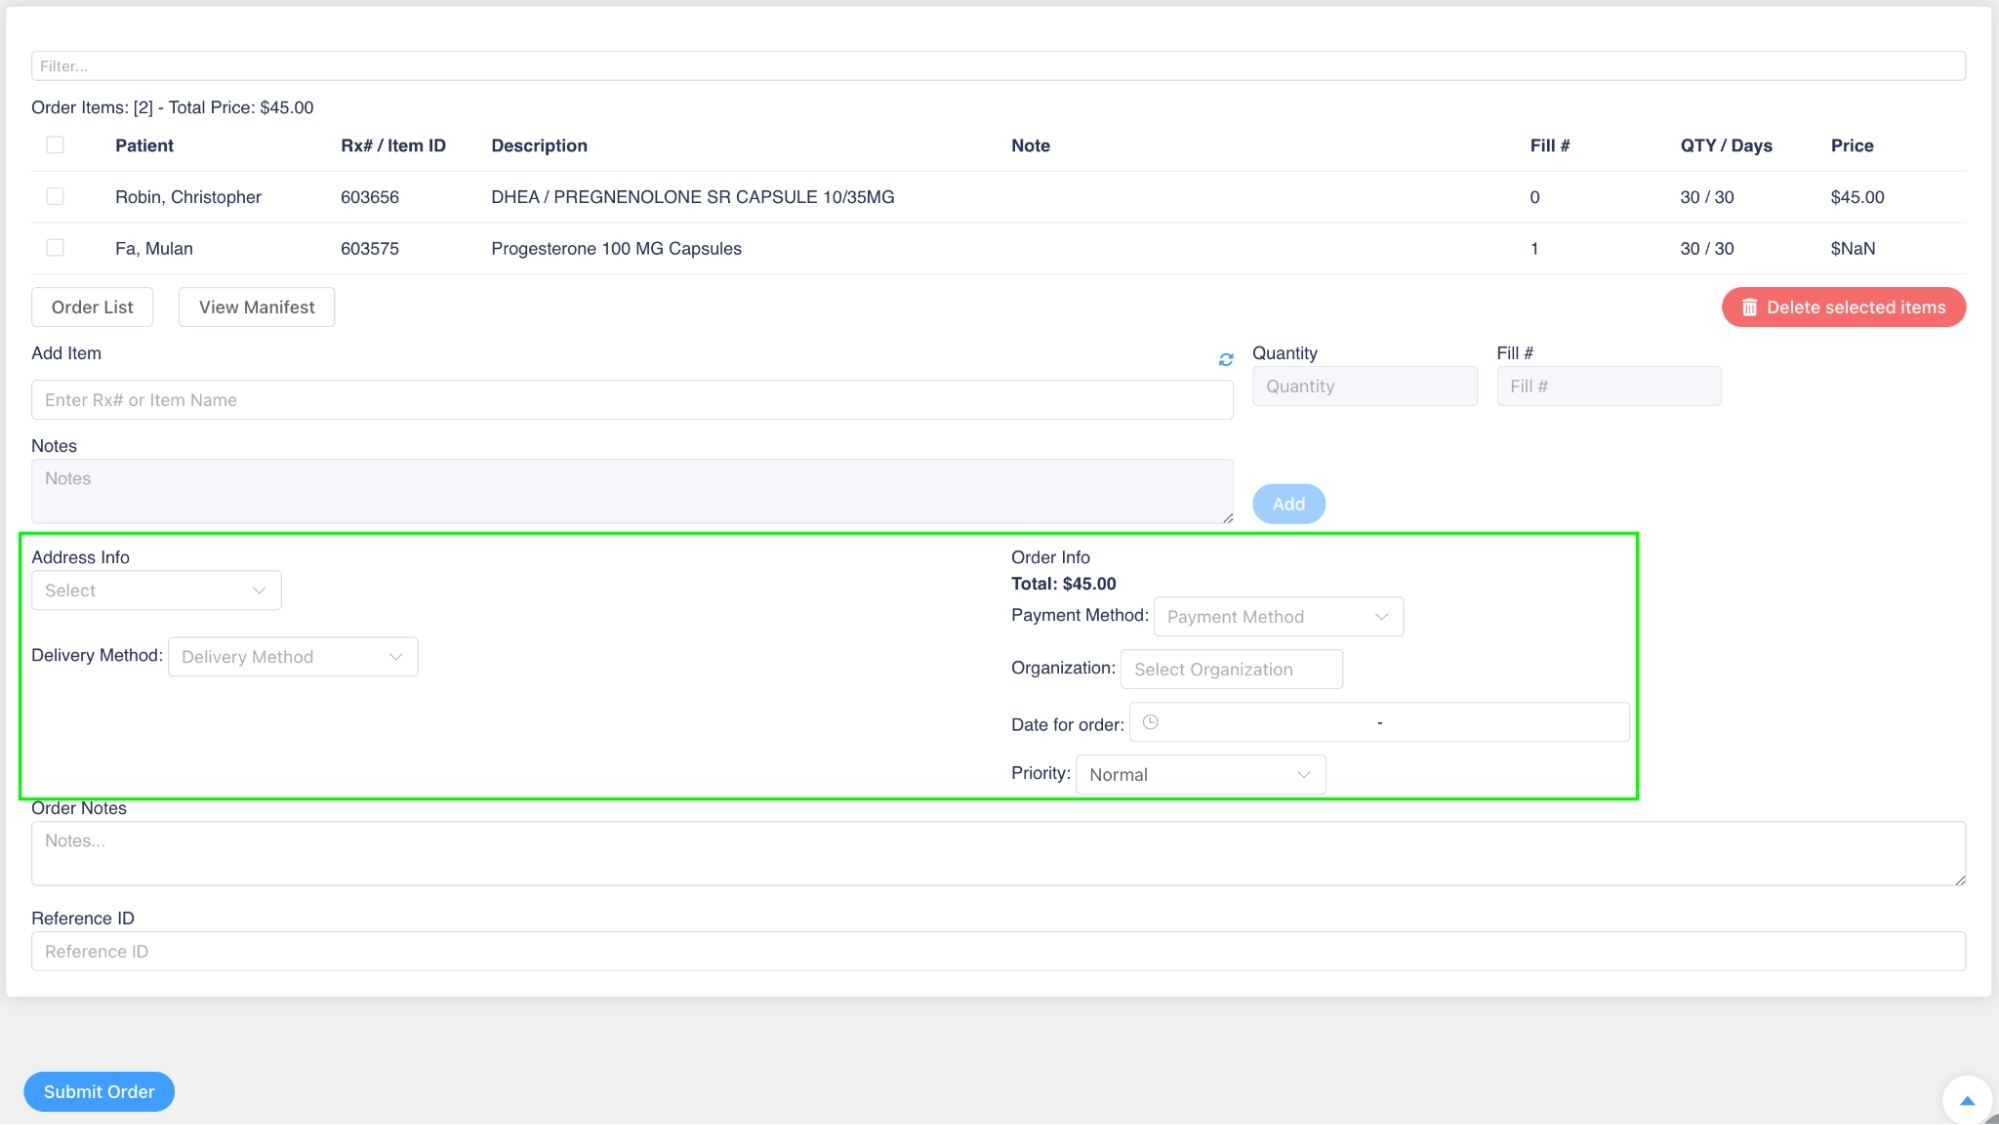 Filter...
Order Items: [2] - Total Price: $45.00
Patient Rx# / Item ID Description Note Fill # QTY / Days Price
Robin, Christopher 603656 DHEA / PREGNENOLONE SR CAPSULE 10/35MG 0 30 / 30 $45.00
Fa, Mulan 603575 Progesterone 100 MG Capsules 1 30 / 30 $NaN
Order List View Manifest Delete selected items
Add Item Quantity Fill #
Enter Rx# or Item Name Quantity Fill #
Notes
Notes
Add
Address Info
Select
Delivery Method: Delivery Method
Order Info
Total: $45.00
Payment Method: Payment Method
Organization: Select Organization
Date for order: -
Priority: Normal
Order Notes
Notes...
Reference ID
Reference ID
Submit Order